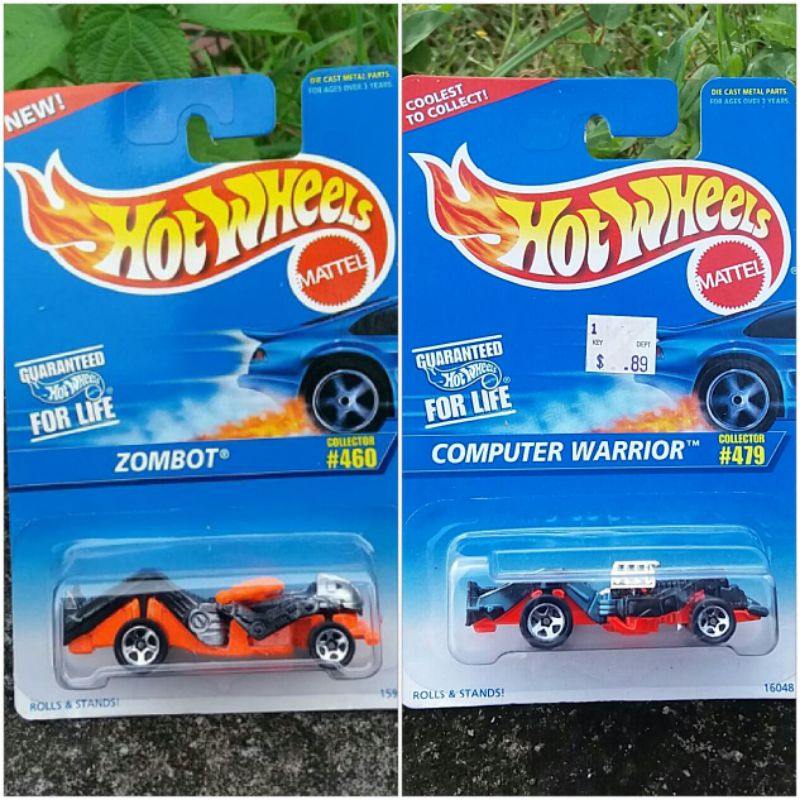 NEW!
DIE CAST METAL PARTS.
FOR AGES OVER 3 YEARS.
HOT WHEELS
MATTEL
GUARANTEED
HOT WHEELS®
FOR LIFE
ZOMBOT®
COLLECTOR
#460
ROLLS & STANDS!
159
COOLEST
TO COLLECT!
DIE CAST METAL PARTS
FOR AGES OVER 3 YEARS.
HOT WHEELS
MATTEL
®
1
KEY DEPT
$ .89
GUARANTEED
HOT WHEELS®
FOR LIFE
COMPUTER WARRIOR™
COLLECTOR
#479
ROLLS & STANDS!
16048